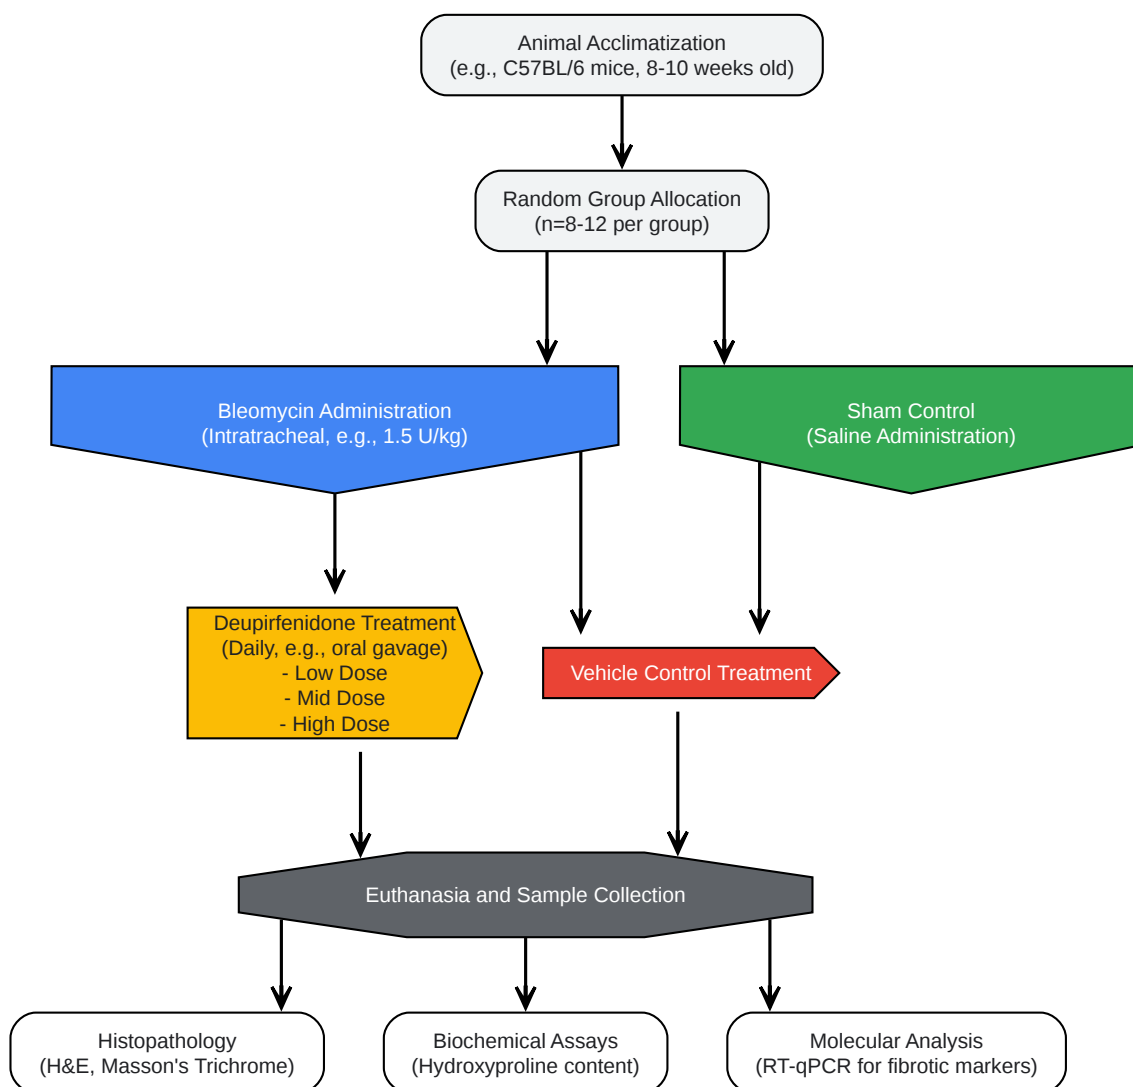 Animal Acclimatization
(e.g., C57BL/6 mice, 8-10 weeks old)
Random Group Allocation
(n=8-12 per group)
Bleomycin Administration
(Intratracheal, e.g., 1.5 U/kg)
Sham Control
(Saline Administration)
Deupirfenidone Treatment
(Daily, e.g., oral gavage)
- Low Dose
- Mid Dose
- High Dose
Vehicle Control Treatment
Euthanasia and Sample Collection
Histopathology
(H&E, Masson's Trichrome)
Biochemical Assays
(Hydroxyproline content)
Molecular Analysis
(RT-qPCR for fibrotic markers)